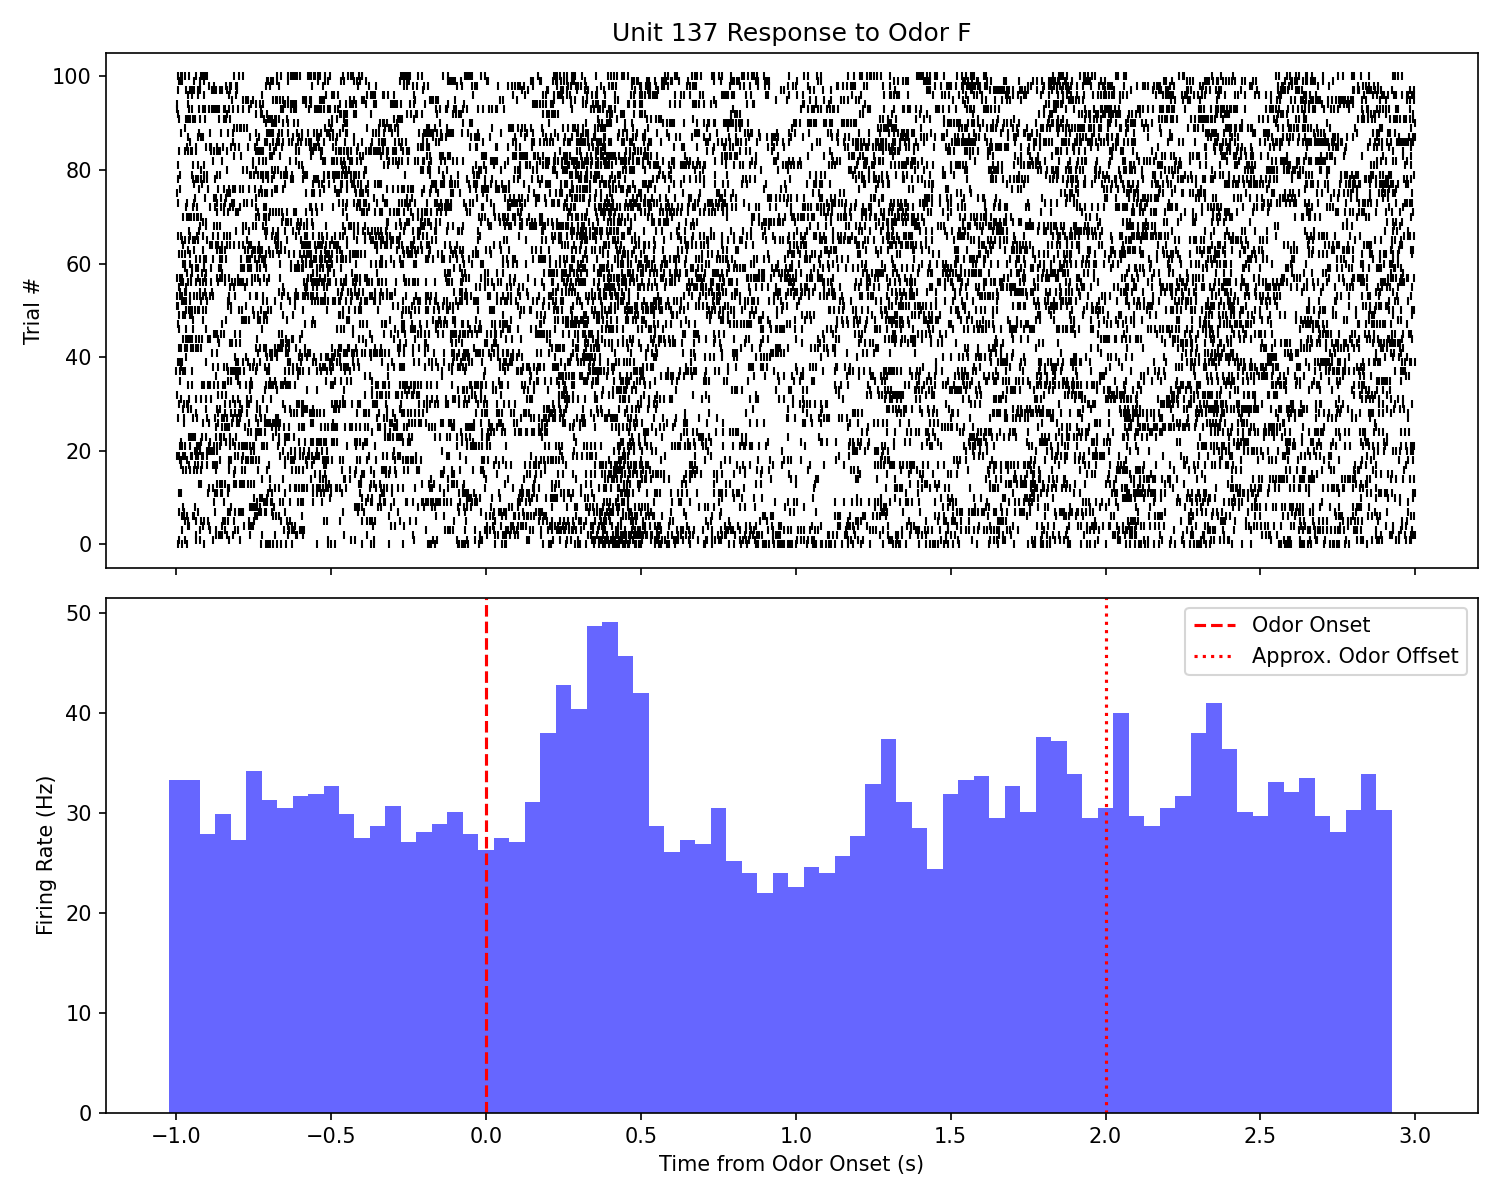 Unit 137 Response to Odor F
100
80
60
40
20
0
Trial #
50
40
30
20
10
0
Firing Rate (Hz)
Odor Onset
Approx. Odor Offset
−1.0 −0.5 0.0 0.5 1.0 1.5 2.0 2.5 3.0
Time from Odor Onset (s)